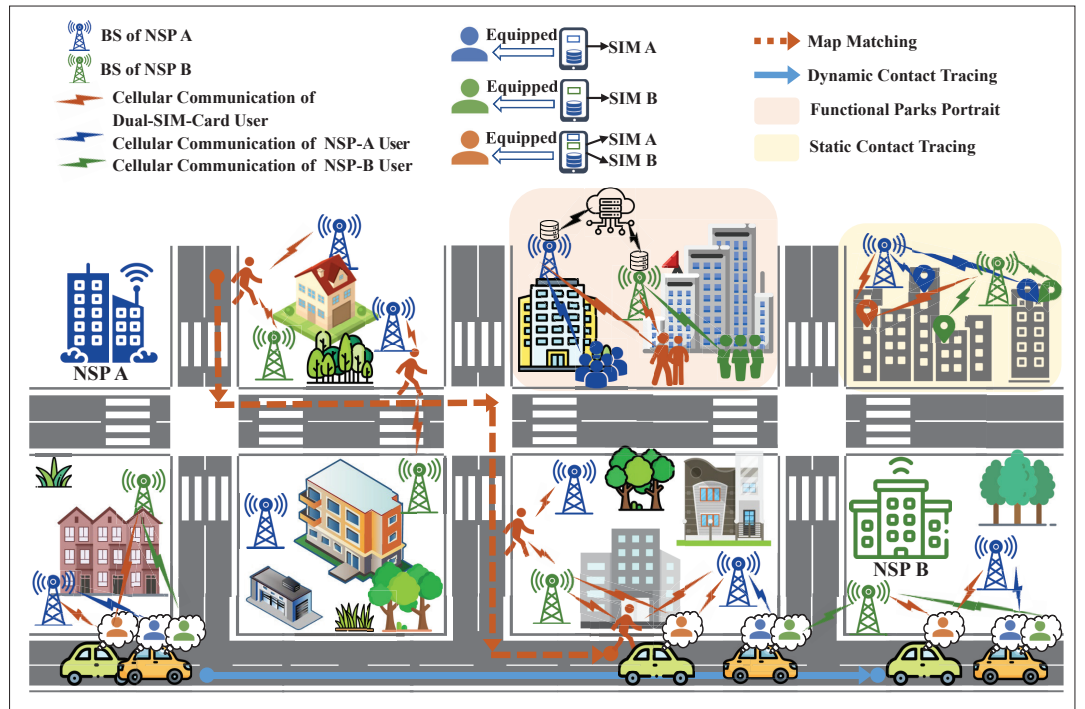 BS of NSP A
BS of NSP B
Cellular Communication of
Dual-SIM-Card User
Cellular Communication of NSP-A User
Cellular Communication of NSP-B User
Equipped
SIM A
Equipped
SIM B
Equipped
SIM A
SIM B
Map Matching
Dynamic Contact Tracing
Functional Parks Portrait
Static Contact Tracing
NSP A
NSP B